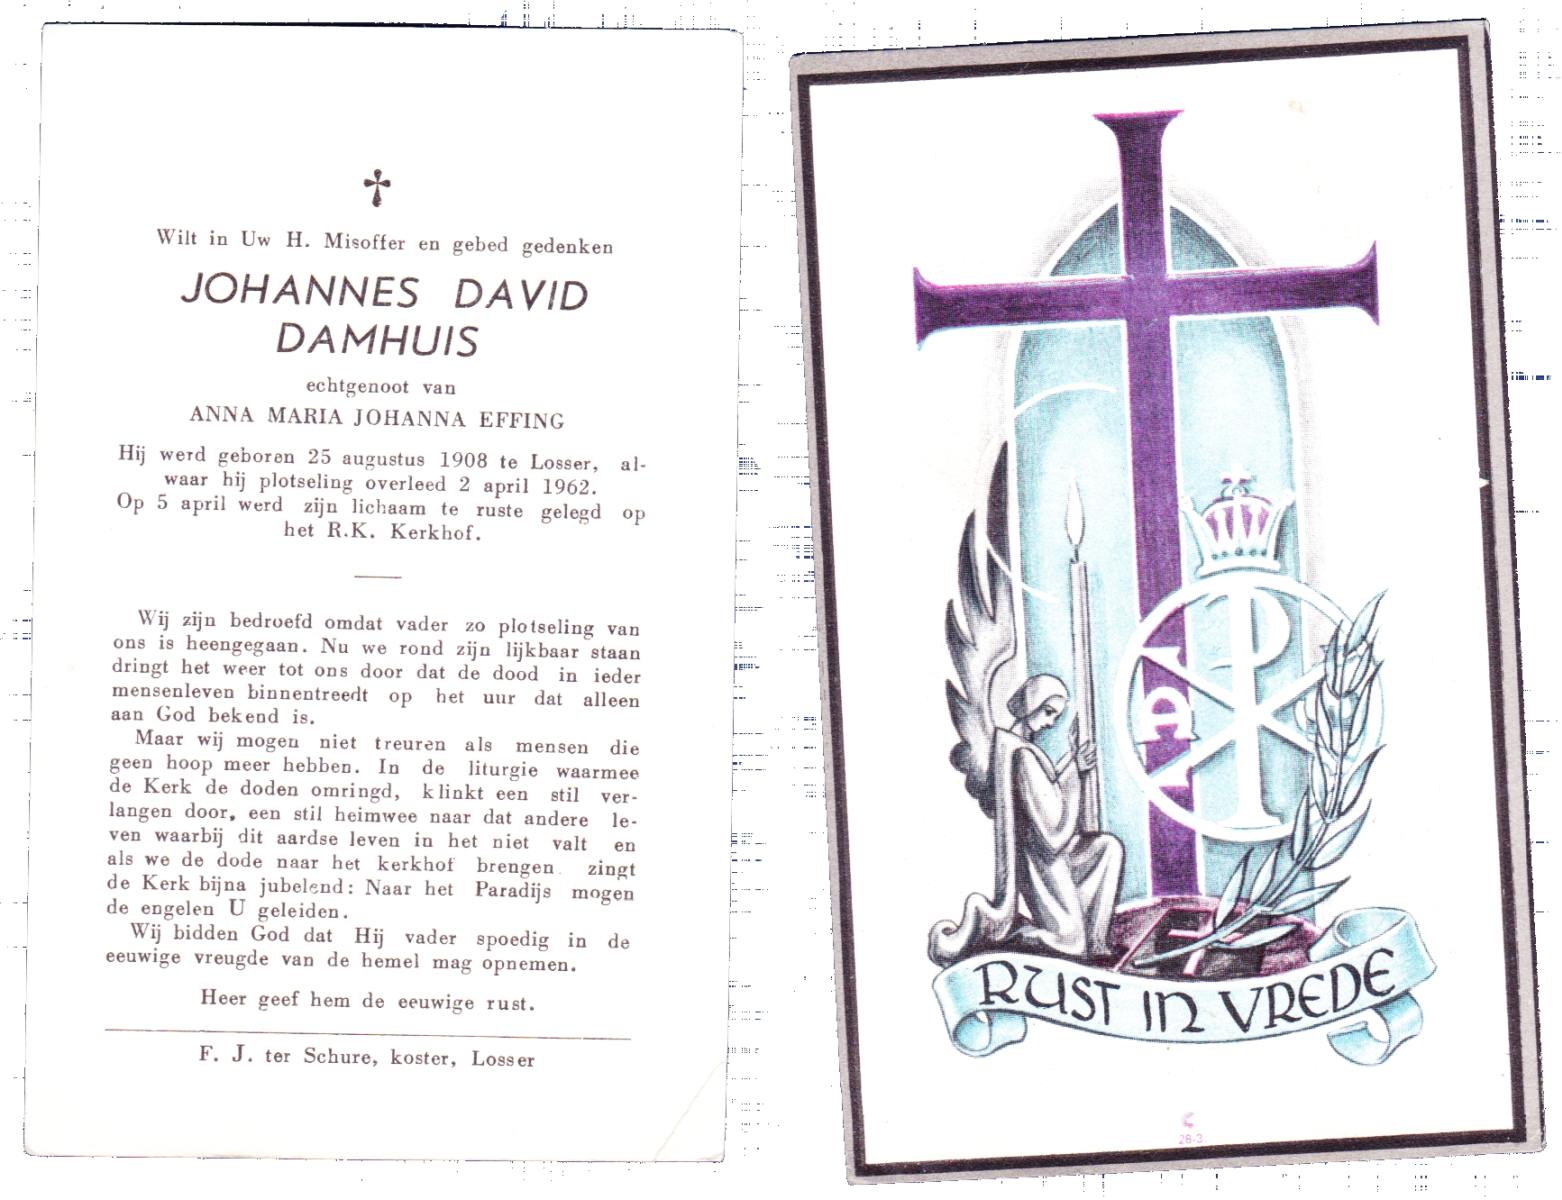 Wilt in Uw H. Misoffer en gebed gedenken
JOHANNES DAVID
DAMHUIS
echtgenoot van
ANNA MARIA JOHANNA EFFING
Hij werd geboren 25 augustus 1908 te Losser, al-
waar hij plotseling overleed 2 april 1962.
Op 5 april werd zijn lichaam te ruste gelegd op
het R.K. Kerkhof.
Wij zijn bedroefd omdat vader zo plotseling van
ons is heengegaan. Nu we rond zijn lijkbaar staan
dringt het weer tot ons door dat de dood in ieder
mensenleven binnentreedt op het uur dat alleen
aan God bekend is.
Maar wij mogen niet treuren als mensen die
geen hoop meer hebben. In de liturgie waarmee
de Kerk de doden omringd, klinkt een stil ver-
langen door, een stil heimwee naar dat andere le-
ven waarbij dit aardse leven in het niet valt en
als we de dode naar het kerkhof brengen zingt
de Kerk bijna jubelend: Naar het Paradijs mogen
de engelen U geleiden.
Wij bidden God dat Hij vader spoedig in de
eeuwige vreugde van de hemel mag opnemen.
Heer geef hem de eeuwige rust.
F. J. ter Schure, koster, Losser
RUST IN VREDE
C
28-3